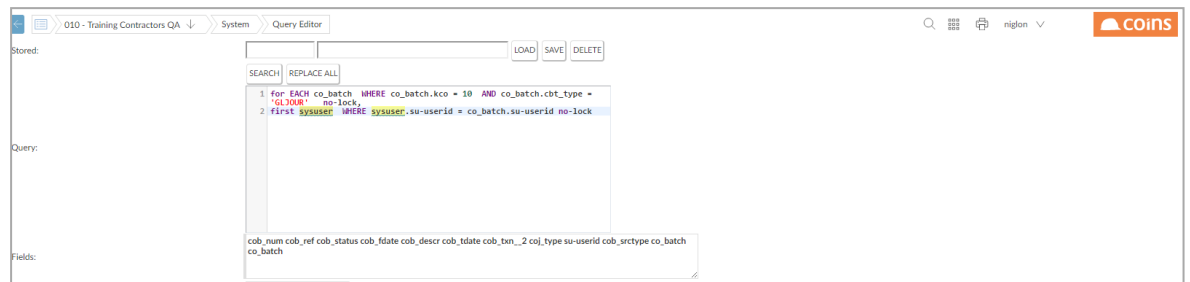 010 - Training Contractors QA ↓ System Query Editor niglon coins
Stored: LOAD SAVE DELETE
SEARCH REPLACE ALL
1 for EACH co_batch WHERE co_batch.kco = 10 AND co_batch.cbt_type =
'GLJOUR' no-lock,
2 first sysuser WHERE sysuser.su-userid = co_batch.su-userid no-lock
Query:
cob_num cob_ref cob_status cob_fdate cob_descr cob_tdate cob_txn__2 coj_type su-userid cob_srctype co_batch
co_batch
Fields: